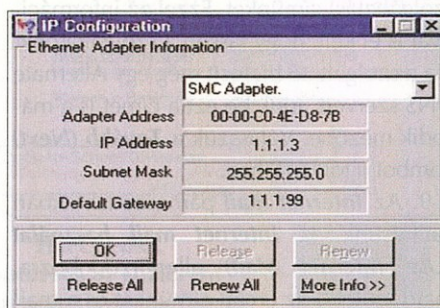 IP Configuration
Ethernet Adapter Information
SMC Adapter.
Adapter Address 00-00-C0-4E-D8-7B
IP Address 1.1.1.3
Subnet Mask 255.255.255.0
Default Gateway 1.1.1.99
OK Release Renew
Release All Renew All More Info >>